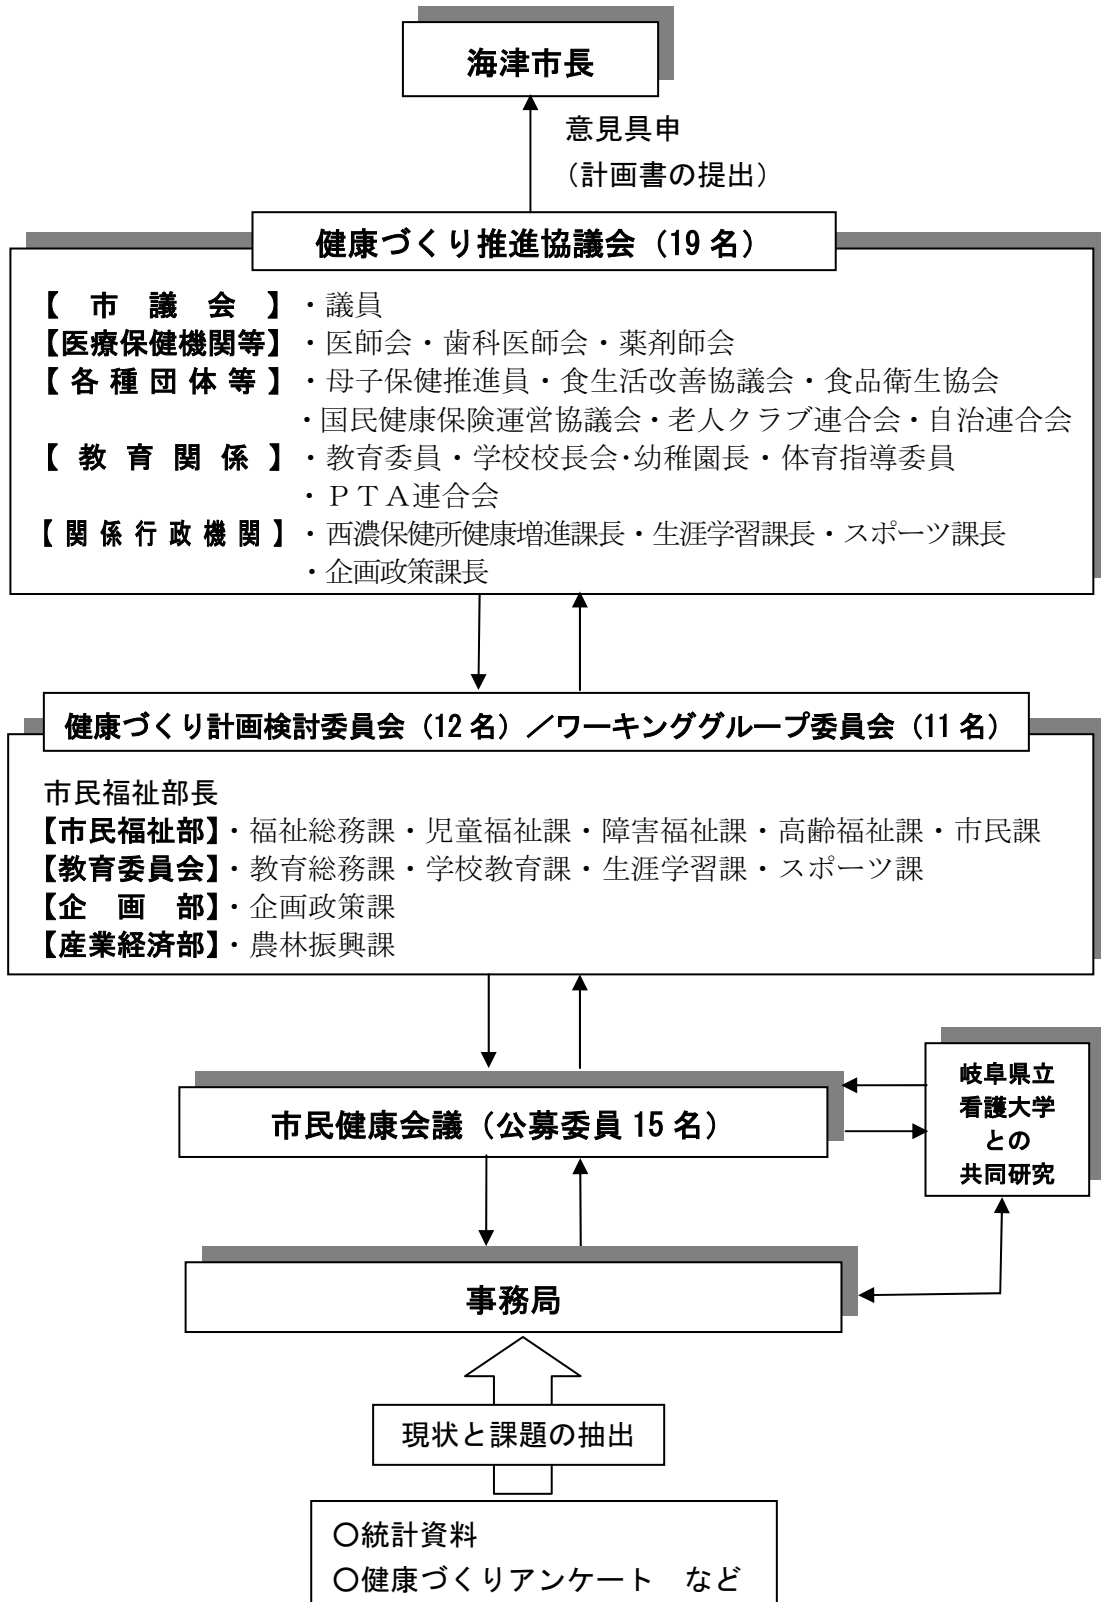 海津市長
意見具申
（計画書の提出）
健康づくり推進協議会（19 名）
【　市　議　会　】・議員
【医療保健機関等】・医師会・歯科医師会・薬剤師会
【 各 種 団 体 等 】・母子保健推進員・食生活改善協議会・食品衛生協会
・国民健康保険運営協議会・老人クラブ連合会・自治連合会
【 教 育 関 係 】・教育委員・学校校長会・幼稚園長・体育指導委員
・ＰＴＡ連合会
【 関 係 行 政 機 関 】・西濃保健所健康増進課長・生涯学習課長・スポーツ課長
・企画政策課長
健康づくり計画検討委員会（12 名）／ワーキンググループ委員会（11 名）
市民福祉部長
【市民福祉部】・福祉総務課・児童福祉課・障害福祉課・高齢福祉課・市民課
【教育委員会】・教育総務課・学校教育課・生涯学習課・スポーツ課
【企　画　部】・企画政策課
【産業経済部】・農林振興課
市民健康会議（公募委員 15 名）
岐阜県立
看護大学
との
共同研究
事務局
現状と課題の抽出
〇統計資料
〇健康づくりアンケート　など